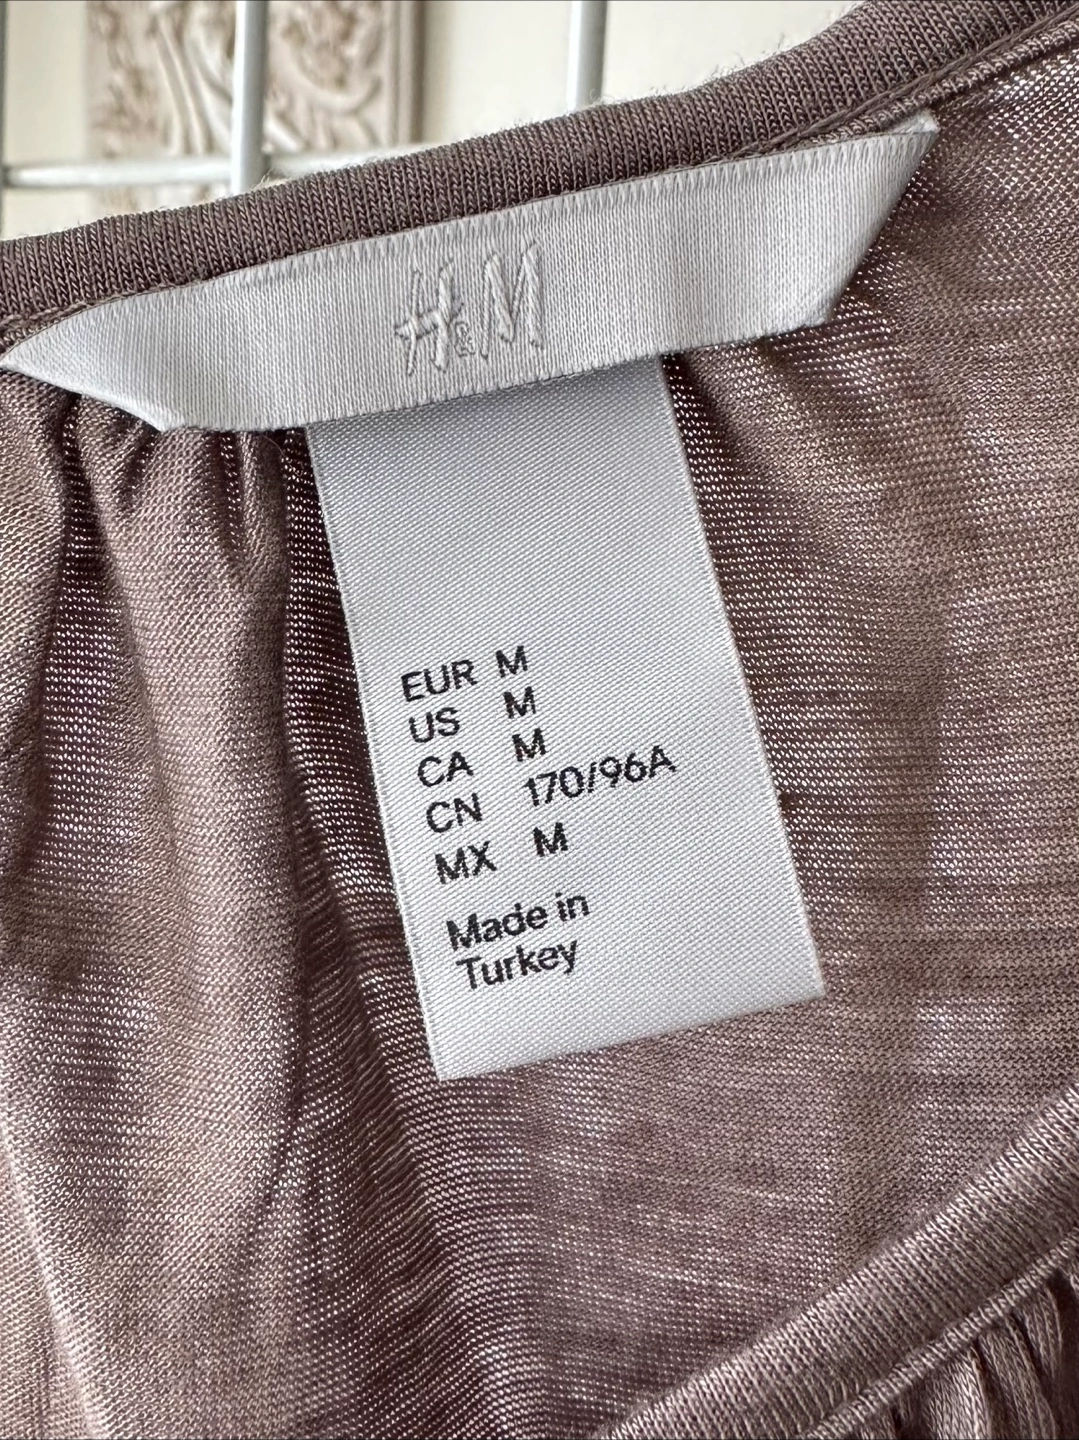 H&M
EUR M
US M
CA M
CN 170/96A
MX M
Made in
Turkey